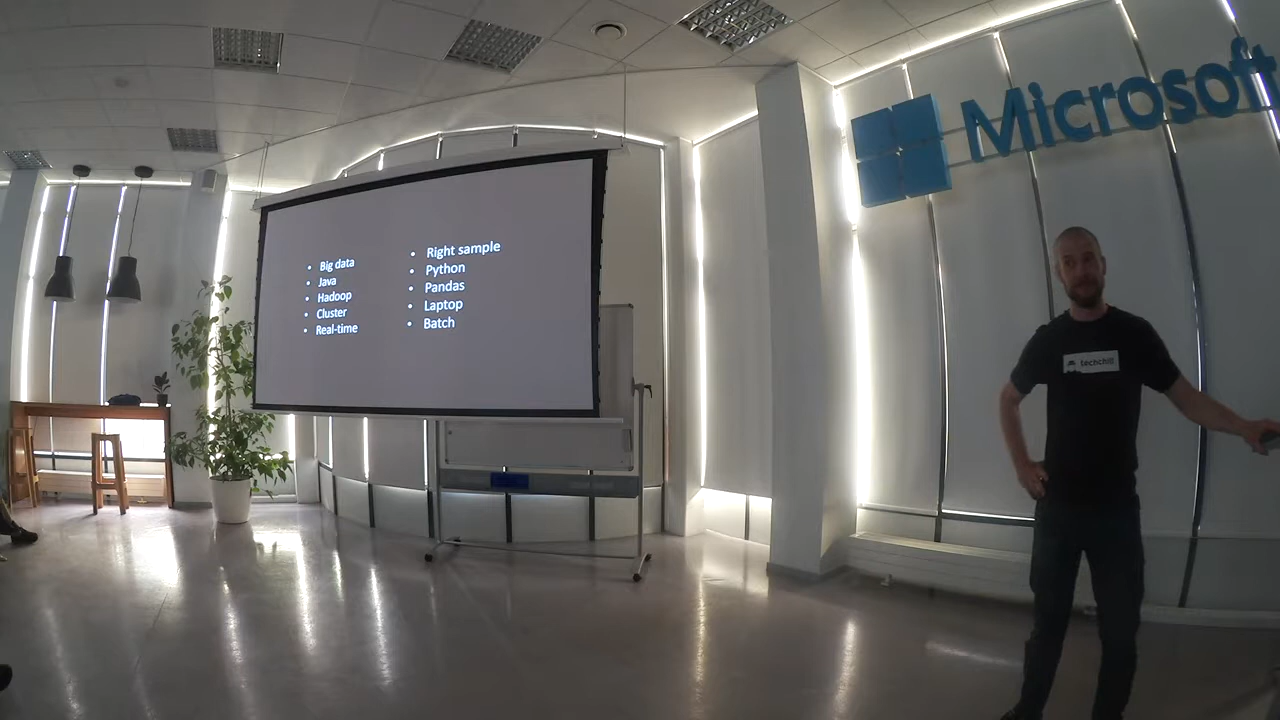 Big data
Java
Hadoop
Cluster
Real-time
Right sample
Python
Pandas
Laptop
Batch
Microsoft
techchill